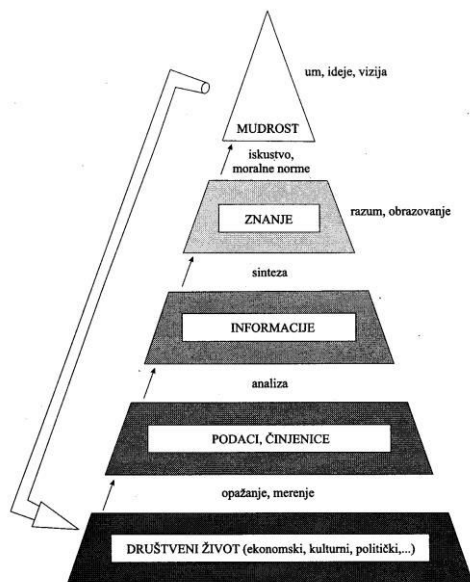 um, ideje, vizija
MUDROST
iskustvo,
moralne norme
ZNANJE
razum, obrazovanje
sinteza
INFORMACIJE
analiza
PODACI, ČINJENICE
opažanje, merenje
DRUŠTVENI ŽIVOT (ekonomski, kulturni, politički,...)